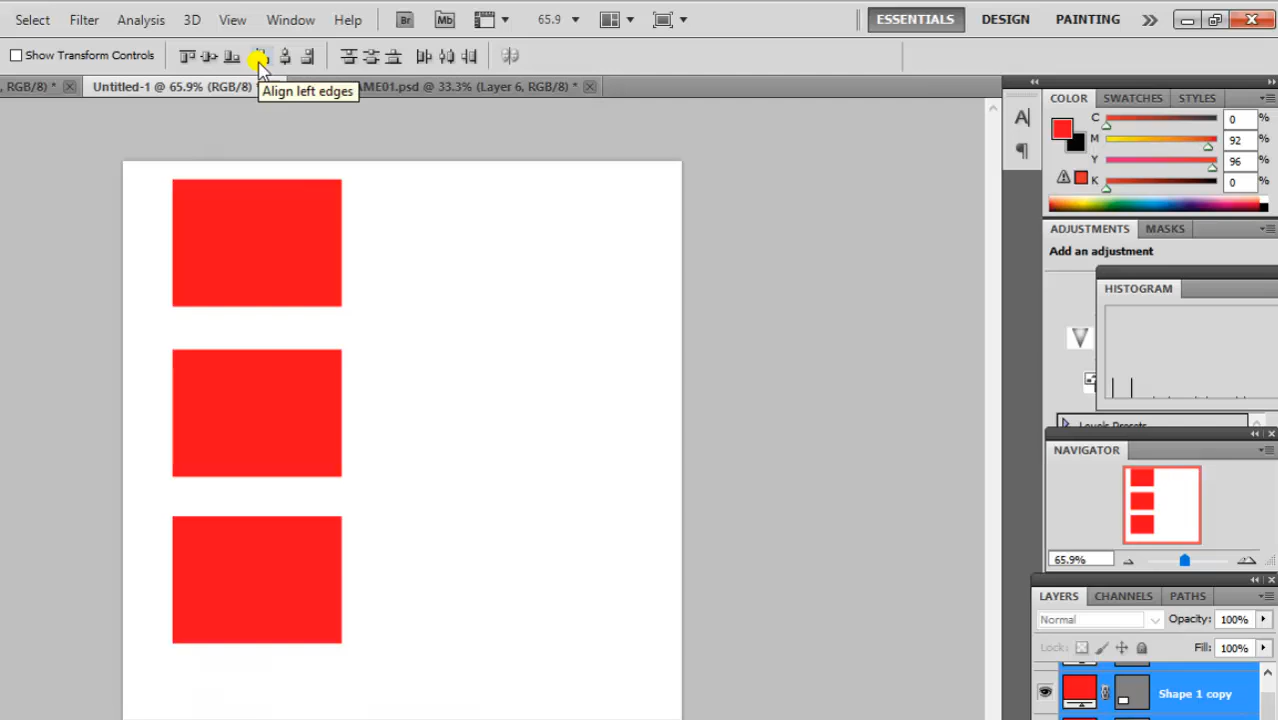 Select Filter Analysis 3D View Window Help Br Mb 65.9 ESSENTIALS DESIGN PAINTING
Show Transform Controls
, RGB/8) * Untitled-1 @ 65.9% (RGB/8) AME01.psd @ 33.3% (Layer 6, RGB/8) *
Align left edges
COLOR SWATCHES STYLES
C 0 %
M 92 %
Y 96 %
K 0 %
A
ADJUSTMENTS MASKS
Add an adjustment
HISTOGRAM
Levels Presets
NAVIGATOR
65.9%
LAYERS CHANNELS PATHS
Normal Opacity: 100%
Lock: Fill: 100%
Shape 1 copy